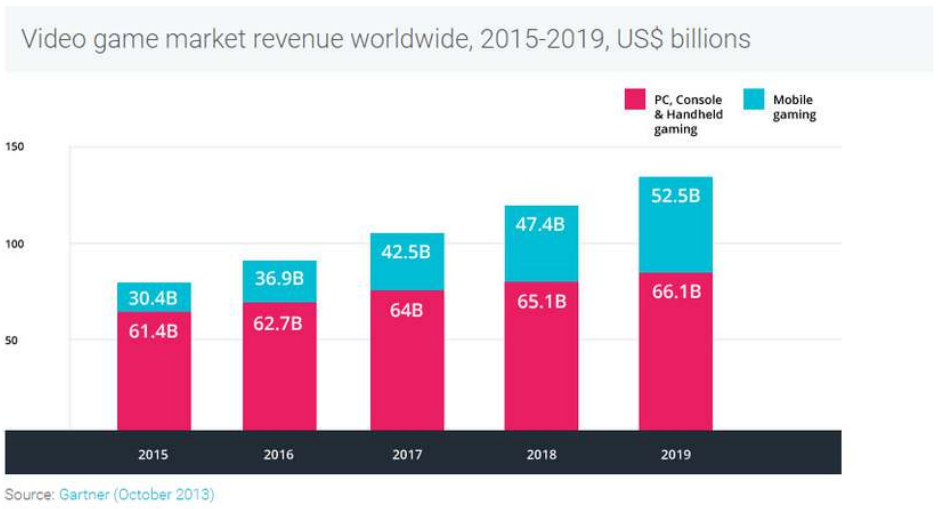 Video game market revenue worldwide, 2015-2019, US$ billions
PC, Console
& Handheld
gaming
Mobile
gaming
150
100
50
30.4B
61.4B
36.9B
62.7B
42.5B
64B
47.4B
65.1B
52.5B
66.1B
2015
2016
2017
2018
2019
Source: Gartner (October 2013)